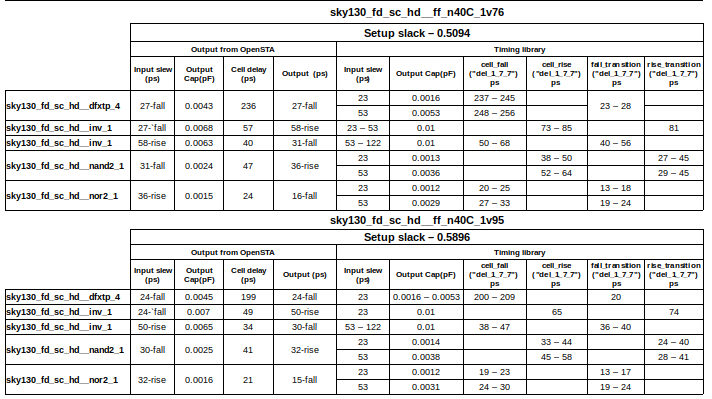 sky130_fd_sc_hd__ff_n40C_1v76
Setup slack – 0.5094
Output from OpenSTA Timing library
Input slew (ps) Output Cap(pF) Cell delay (ps) Output (ps) Input slew (ps) Output Cap(pF) cell_fall ("del_1_7_7") ps cell_rise ("del_1_7_7") ps fall_transition ("del_1_7_7") ps rise_transition ("del_1_7_7") ps
sky130_fd_sc_hd__dfxtp_4 27-fall 0.0043 236 27-fall 23 0.0016 237 – 245 23 – 28
53 0.0053 248 – 256
sky130_fd_sc_hd__inv_1 27-`fall 0.0068 57 58-rise 23 – 53 0.01 73 – 85 81
sky130_fd_sc_hd__inv_1 58-rise 0.0063 40 31-fall 53 – 122 0.01 50 – 68 40 – 56
sky130_fd_sc_hd__nand2_1 31-fall 0.0024 47 36-rise 23 0.0013 38 – 50 27 – 45
53 0.0036 52 – 64 29 – 45
sky130_fd_sc_hd__nor2_1 36-rise 0.0015 24 16-fall 23 0.0012 20 – 25 13 – 18
53 0.0029 27 – 33 19 – 24
sky130_fd_sc_hd__ff_n40C_1v95
Setup slack – 0.5896
Output from OpenSTA Timing library
Input slew (ps) Output Cap(pF) Cell delay (ps) Output (ps) Input slew (ps) Output Cap(pF) cell_fall ("del_1_7_7") ps cell_rise ("del_1_7_7") ps fall_transition ("del_1_7_7") ps rise_transition ("del_1_7_7") ps
sky130_fd_sc_hd__dfxtp_4 24-fall 0.0045 199 24-fall 23 0.0016 – 0.0053 200 – 209 20
sky130_fd_sc_hd__inv_1 24-`fall 0.007 49 50-rise 23 0.01 65 74
sky130_fd_sc_hd__inv_1 50-rise 0.0065 34 30-fall 53 – 122 0.01 38 – 47 36 – 40
sky130_fd_sc_hd__nand2_1 30-fall 0.0025 41 32-rise 23 0.0014 33 – 44 24 – 40
53 0.0038 45 – 58 28 – 41
sky130_fd_sc_hd__nor2_1 32-rise 0.0016 21 15-fall 23 0.0012 19 – 23 13 – 17
53 0.0031 24 – 30 19 – 24